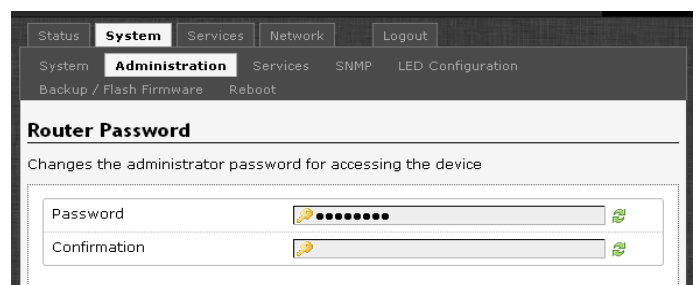 Status System Services Network Logout
System Administration Services SNMP LED Configuration
Backup / Flash Firmware Reboot
Router Password
Changes the administrator password for accessing the device
Password ••••••••
Confirmation